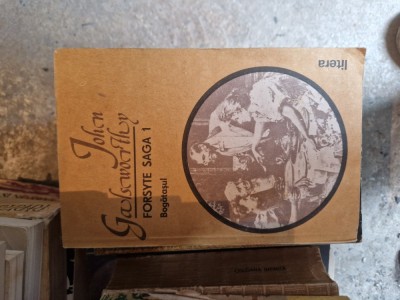 John
Galsworthy
FORSYTE SAGA 1
Bogătașul
litera